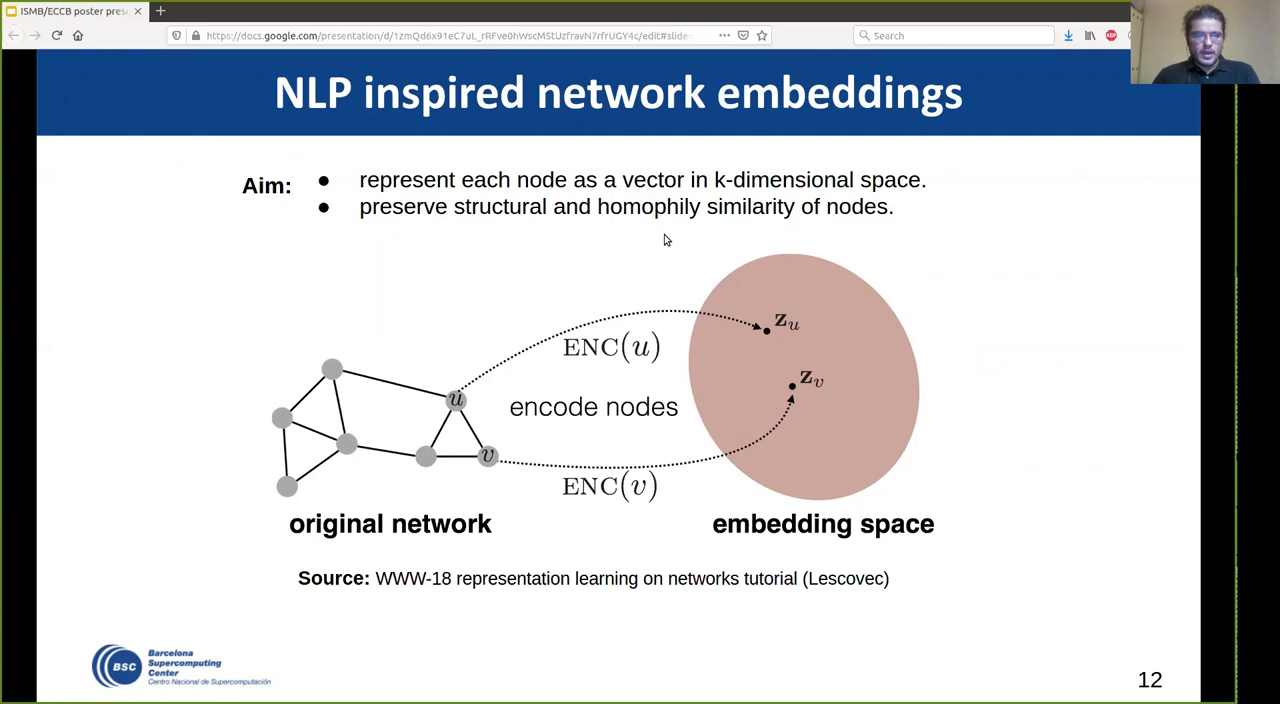 ISMB/ECCB poster pres
https://docs.google.com/presentation/d/1zmQd6x91eC7uL_rRFve0hWscMStUzfravN7rfrUGY4c/edit#slide
Search
NLP inspired network embeddings
Aim:
● represent each node as a vector in k-dimensional space.
● preserve structural and homophily similarity of nodes.
z_u
ENC(u)
z_v
u
encode nodes
v
ENC(v)
original network
embedding space
Source: WWW-18 representation learning on networks tutorial (Lescovec)
BSC
Barcelona
Supercomputing
Center
Centro Nacional de Supercomputación
12